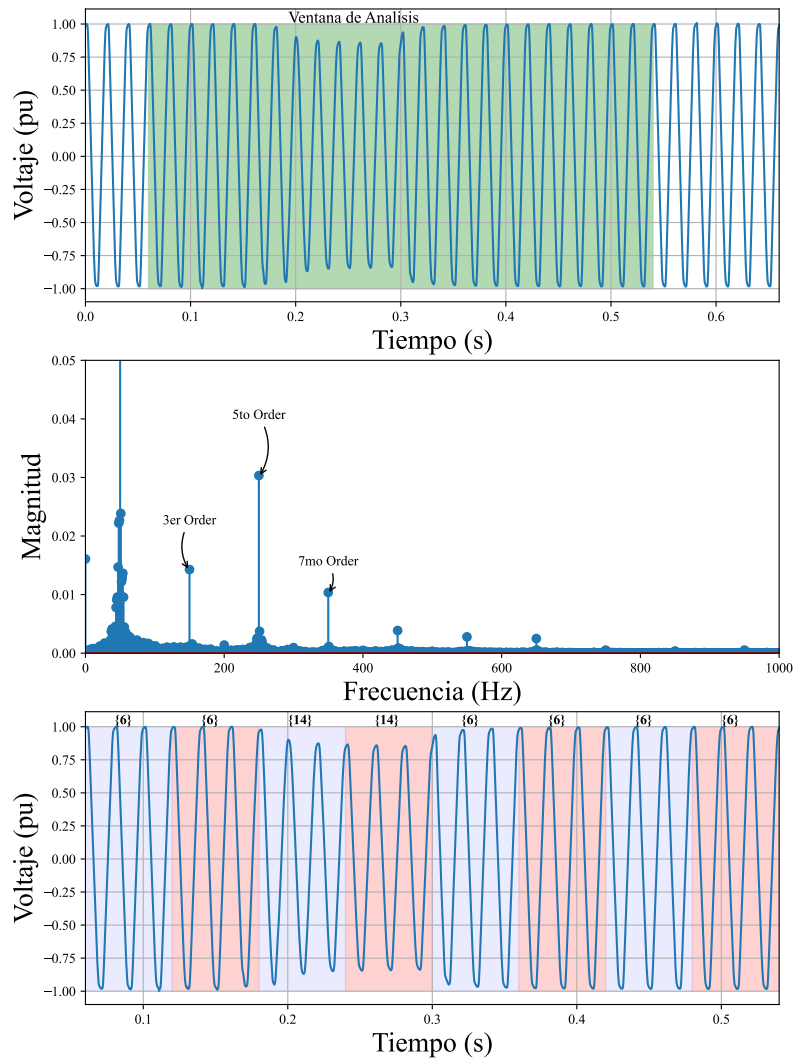 Ventana de Analisis
1.00
0.75
0.50
0.25
0.00
−0.25
−0.50
−0.75
−1.00
Voltaje (pu)
0.0 0.1 0.2 0.3 0.4 0.5 0.6
Tiempo (s)
0.05
0.04
0.03
0.02
0.01
0.00
Magnitud
5to Order
3er Order
7mo Order
0 200 400 600 800 1000
Frecuencia (Hz)
{6} {6} {14} {14} {6} {6} {6} {6}
1.00
0.75
0.50
0.25
0.00
−0.25
−0.50
−0.75
−1.00
Voltaje (pu)
0.1 0.2 0.3 0.4 0.5
Tiempo (s)